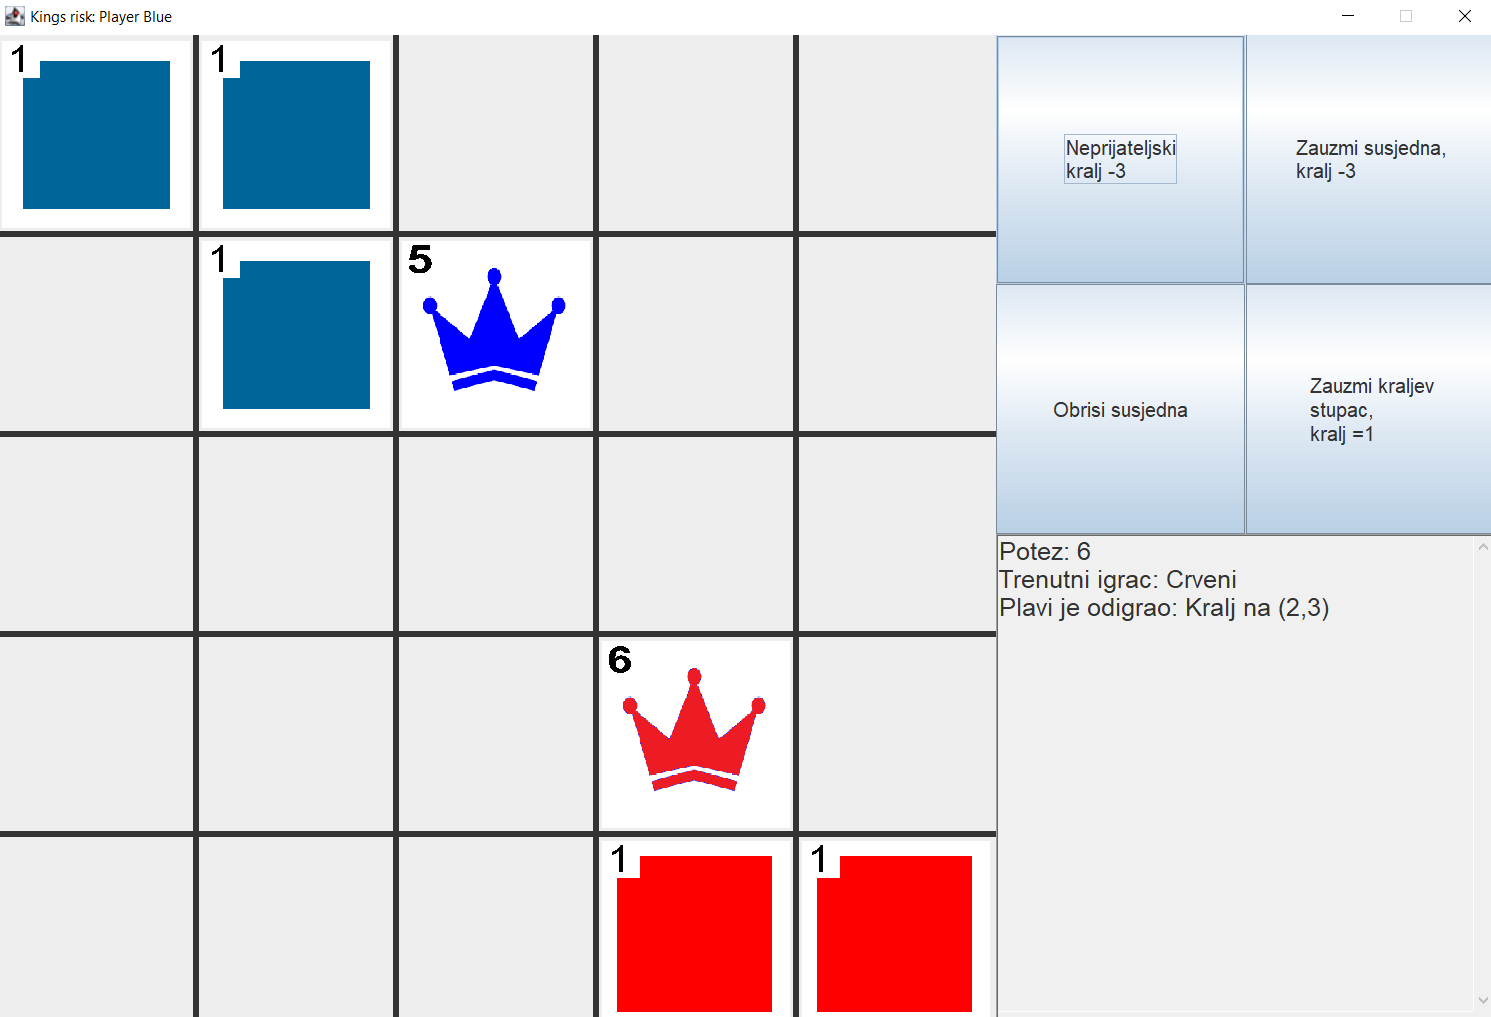 Kings risk: Player Blue
1
1
1
5
6
1
1
Neprijateljski
kralj -3
Zauzmi susjedna,
kralj -3
Obrisi susjedna
Zauzmi kraljev
stupac,
kralj =1
Potez: 6
Trenutni igrac: Crveni
Plavi je odigrao: Kralj na (2,3)